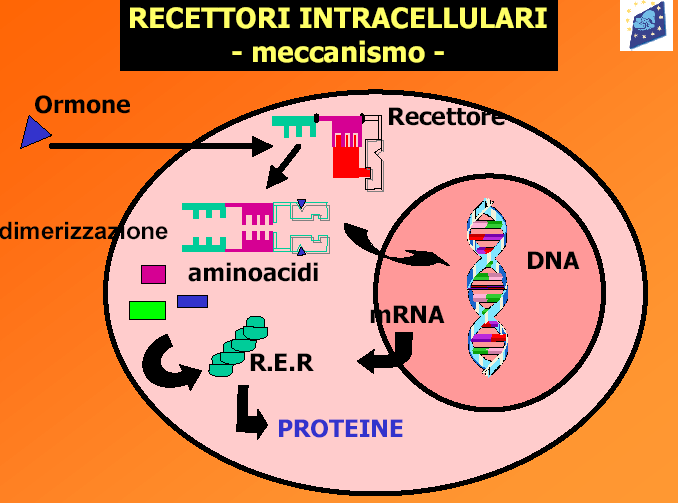 RECETTORI INTRACELLULARI
- meccanismo -
Ormone
Recettore
dimerizzazione
aminoacidi
DNA
mRNA
R.E.R
PROTEINE